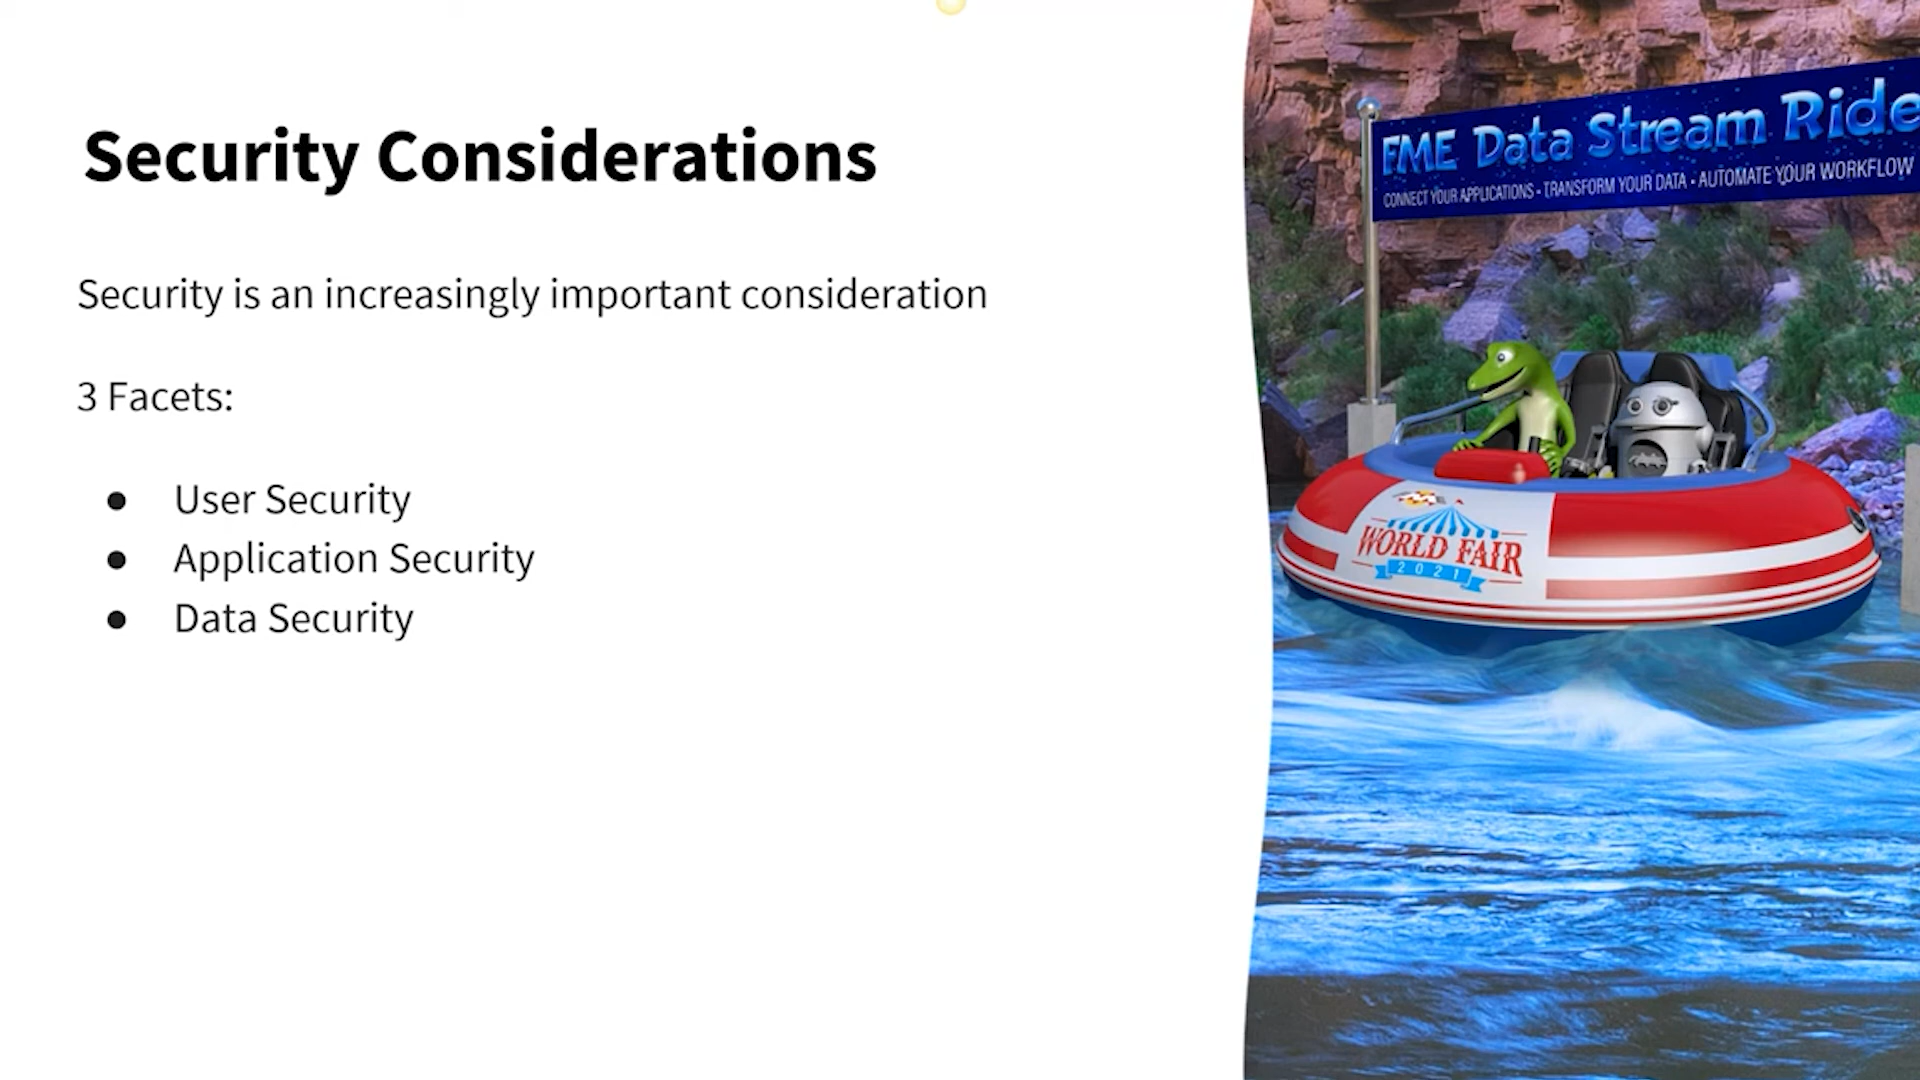 Security Considerations
Security is an increasingly important consideration
3 Facets:
● User Security
● Application Security
● Data Security
FME Data Stream Ride
CONNECT YOUR APPLICATIONS • TRANSFORM YOUR DATA • AUTOMATE YOUR WORKFLOW
WORLD FAIR
2021